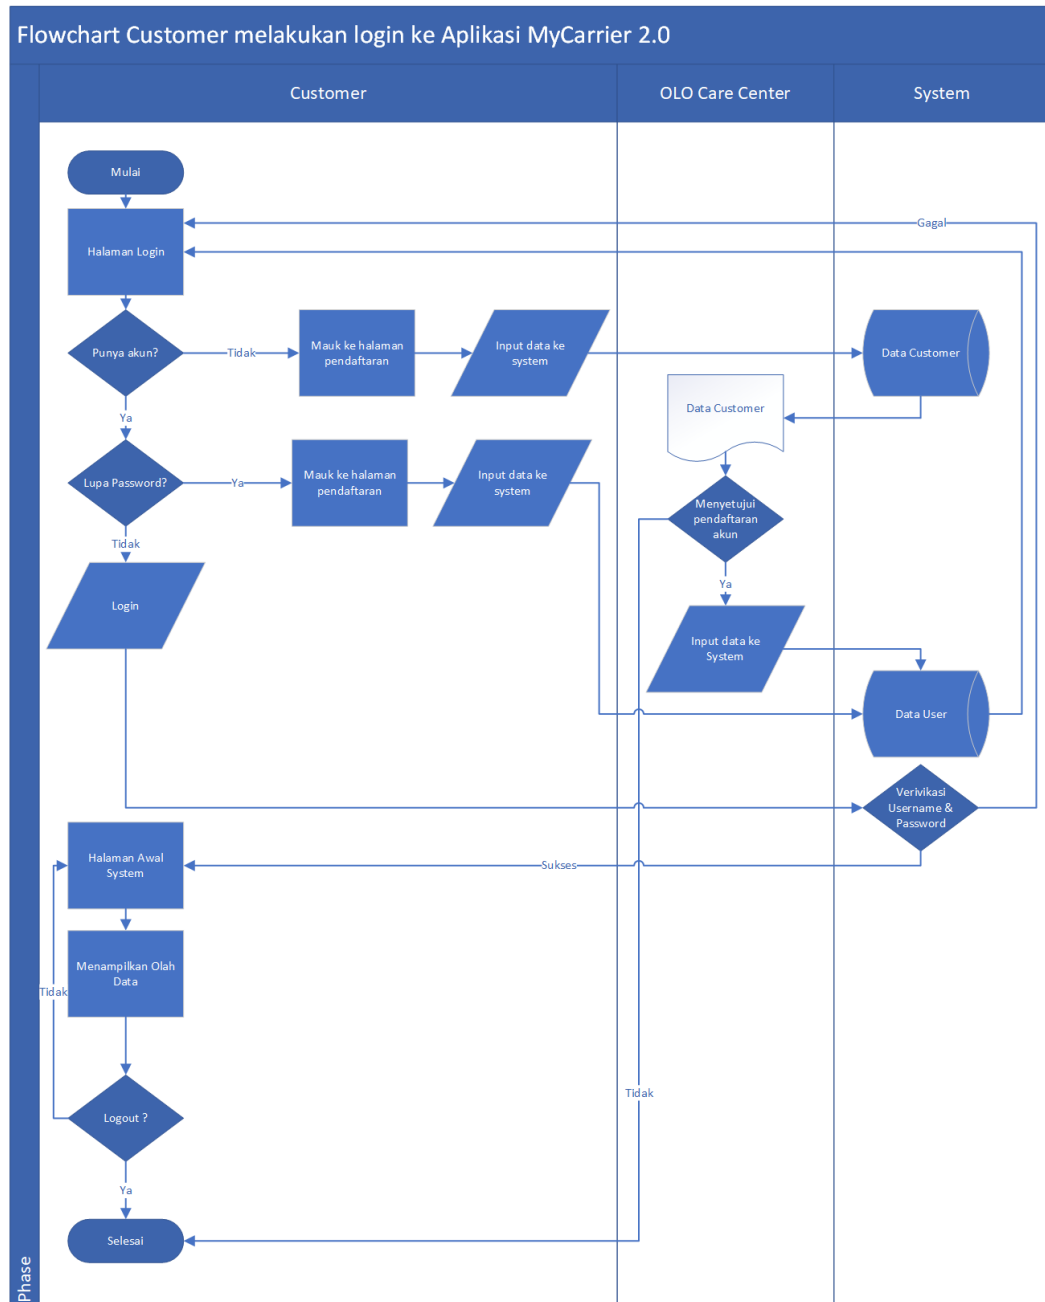 Flowchart Customer melakukan login ke Aplikasi MyCarrier 2.0
Customer
OLO Care Center
System
Mulai
Gagal
Halaman Login
Punya akun?
Tidak
Mauk ke halaman
pendaftaran
Input data ke
system
Data Customer
Data Customer
Ya
Lupa Password?
Ya
Mauk ke halaman
pendaftaran
Input data ke
system
Menyetujui
pendaftaran
akun
Tidak
Ya
Login
Input data ke
System
Data User
Verivikasi
Username &
Password
Halaman Awal
System
Sukses
Menampilkan Olah
Data
Tidak
Tidak
Logout ?
Ya
Selesai
Phase